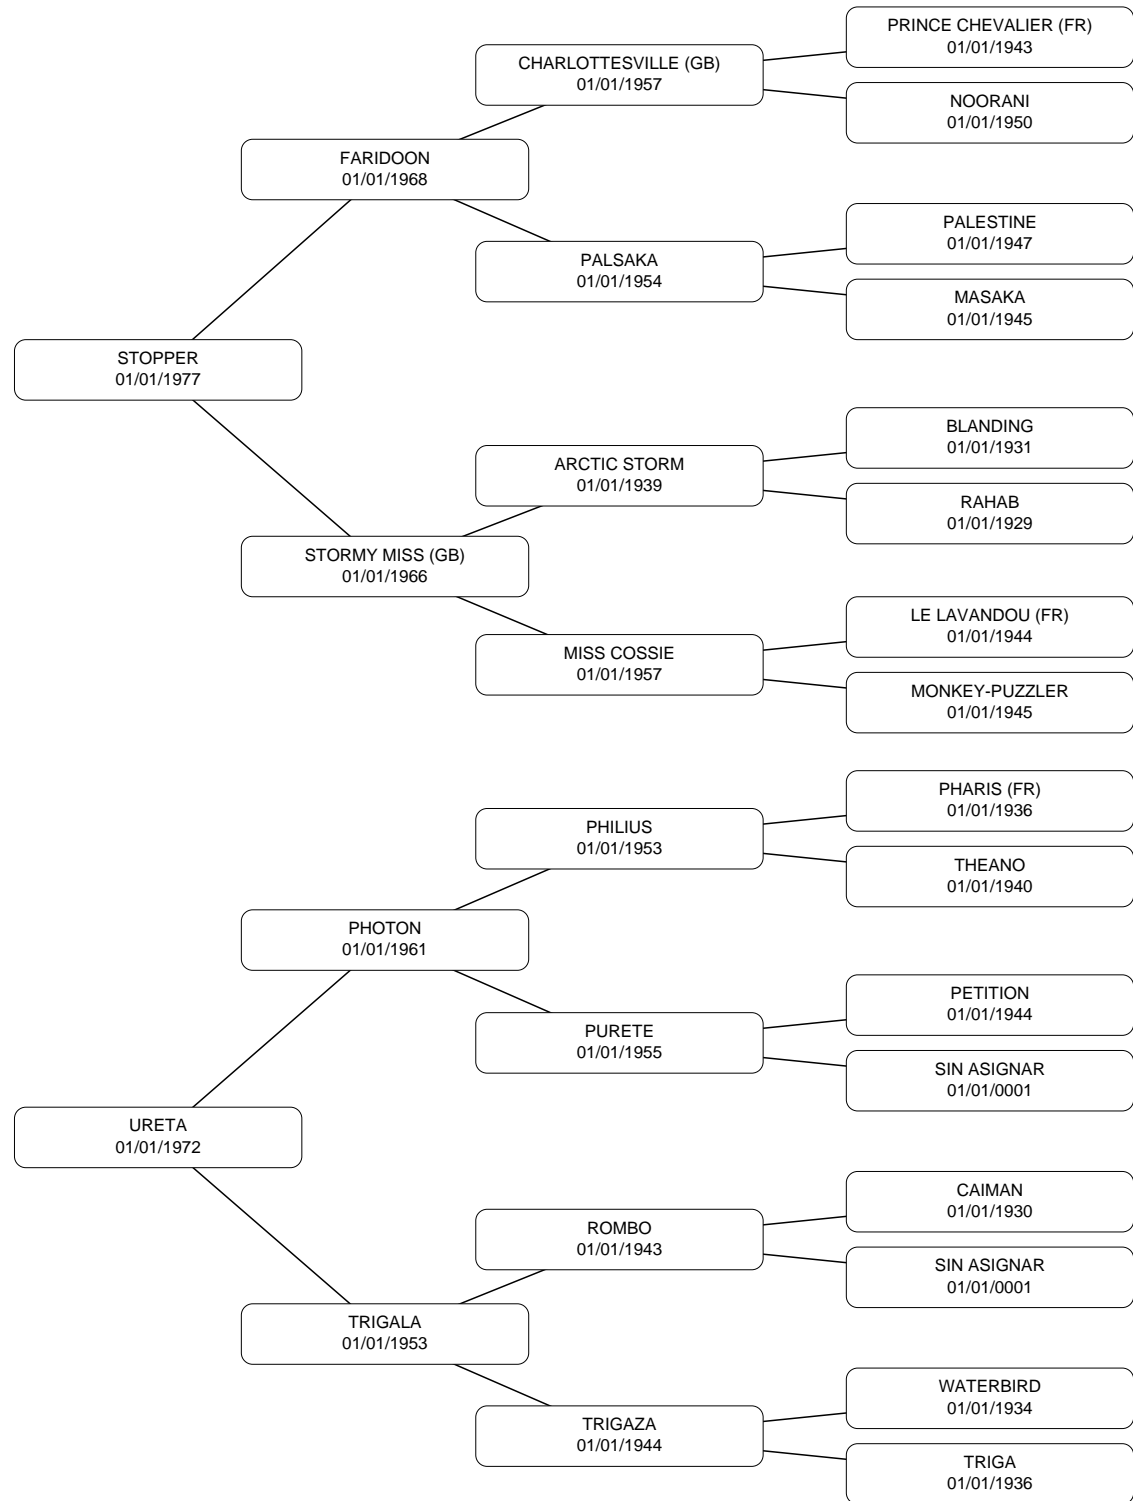 PRINCE CHEVALIER (FR)
01/01/1943
CHARLOTTESVILLE (GB)
01/01/1957
NOORANI
01/01/1950
FARIDOON
01/01/1968
PALESTINE
01/01/1947
PALSAKA
01/01/1954
MASAKA
01/01/1945
STOPPER
01/01/1977
BLANDING
01/01/1931
ARCTIC STORM
01/01/1939
RAHAB
01/01/1929
STORMY MISS (GB)
01/01/1966
LE LAVANDOU (FR)
01/01/1944
MISS COSSIE
01/01/1957
MONKEY-PUZZLER
01/01/1945
PHARIS (FR)
01/01/1936
PHILIUS
01/01/1953
THEANO
01/01/1940
PHOTON
01/01/1961
PETITION
01/01/1944
PURETE
01/01/1955
SIN ASIGNAR
01/01/0001
URETA
01/01/1972
CAIMAN
01/01/1930
ROMBO
01/01/1943
SIN ASIGNAR
01/01/0001
TRIGALA
01/01/1953
WATERBIRD
01/01/1934
TRIGAZA
01/01/1944
TRIGA
01/01/1936